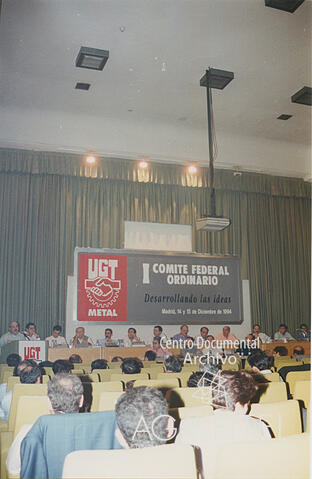 UGT
METAL
I COMITE FEDERAL
ORDINARIO
Desarrollando las ideas
Madrid, 14 y 15 de Diciembre de 1994
UGT
Centro Documental
Archivo